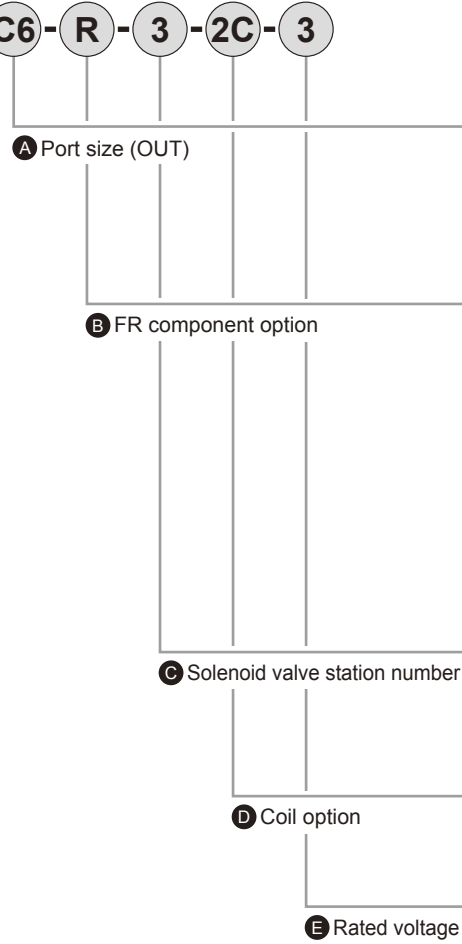 C6-R-3-2C-3
A Port size (OUT)
B FR component option
C Solenoid valve station number
D Coil option
E Rated voltage